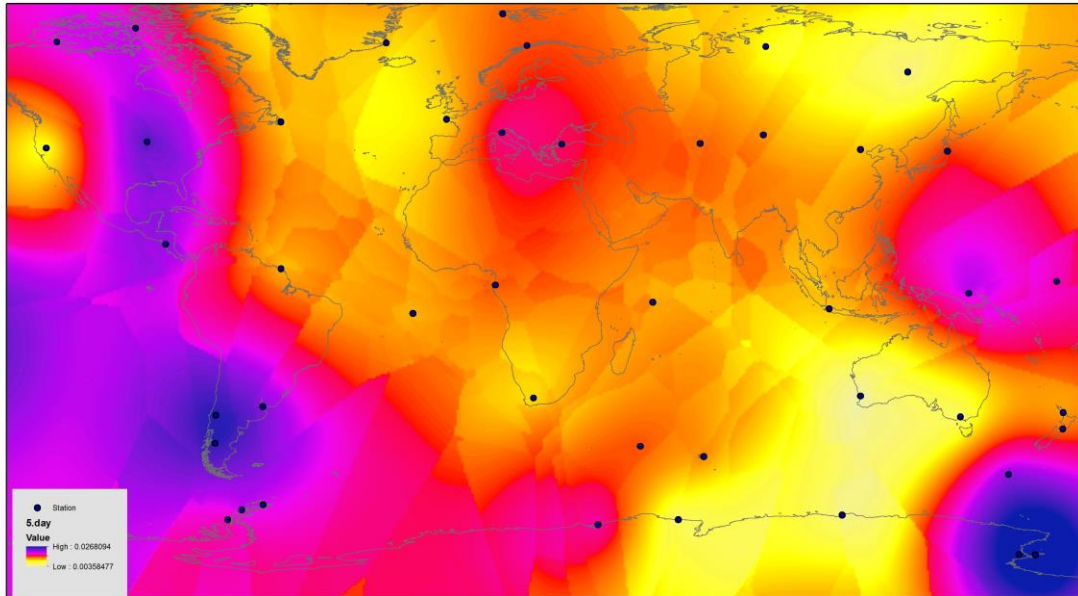 Station
5.day
Value
High : 0.0268094
Low : 0.00358477